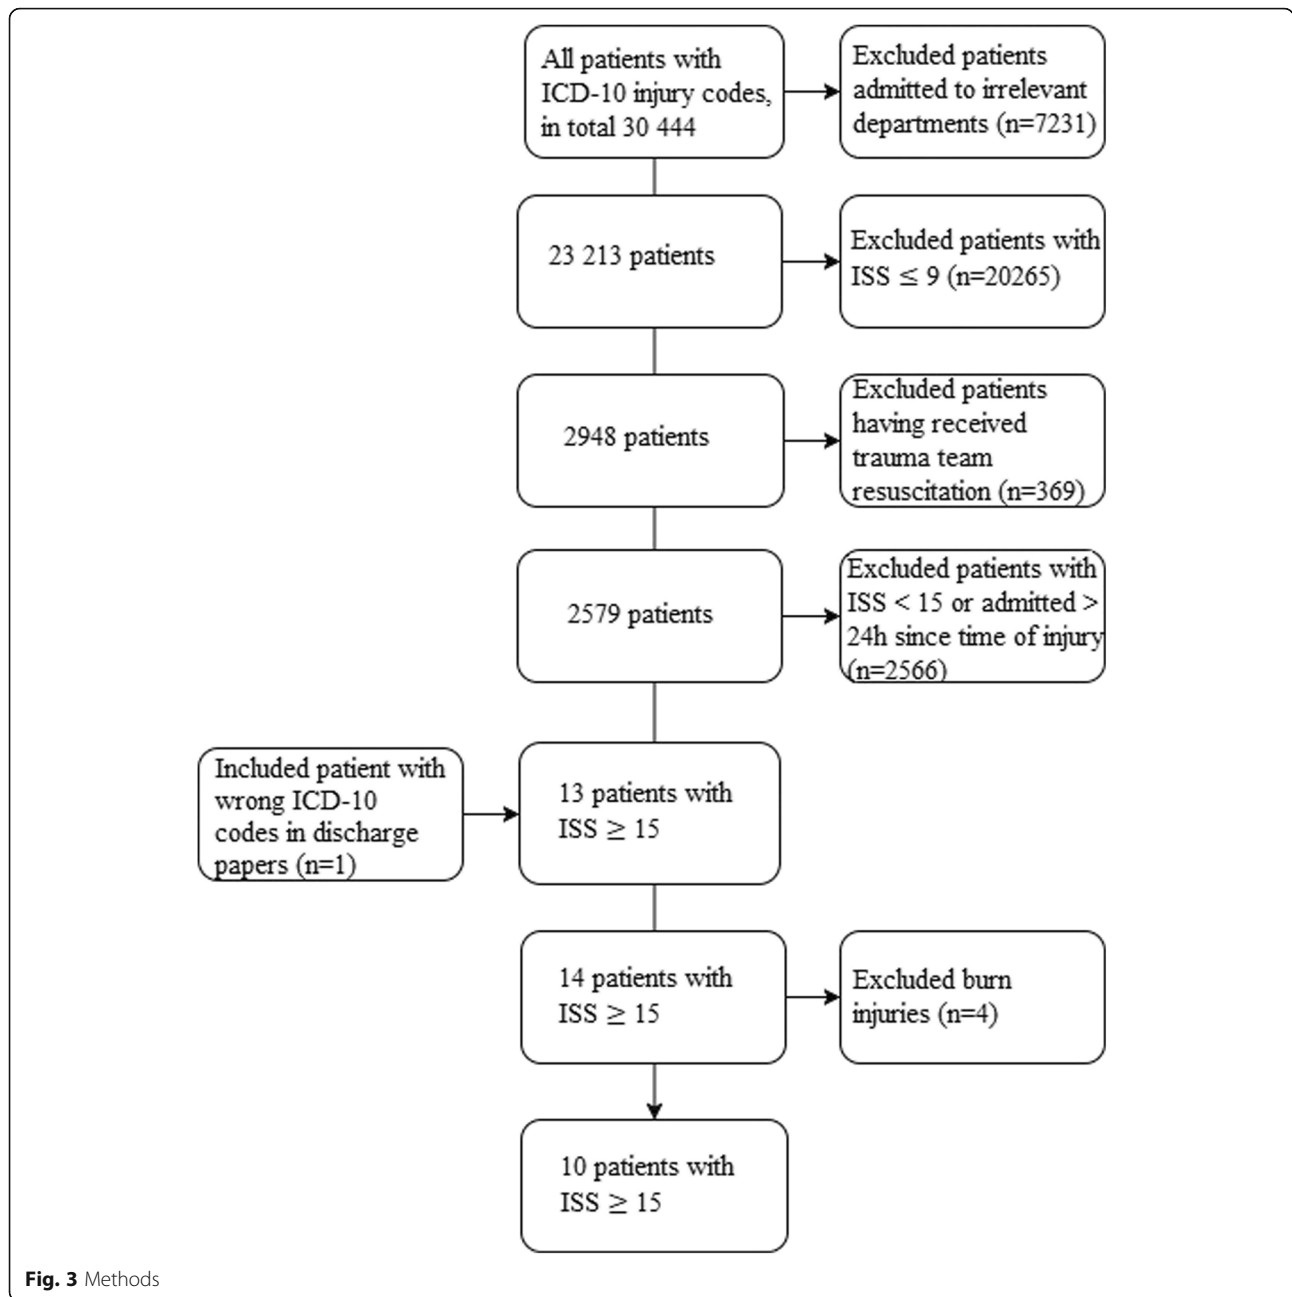 All patients with
ICD-10 injury codes,
in total 30 444
Excluded patients
admitted to irrelevant
departments (n=7231)
23 213 patients
Excluded patients with
ISS ≤ 9 (n=20265)
2948 patients
Excluded patients
having received
trauma team
resuscitation (n=369)
2579 patients
Excluded patients with
ISS < 15 or admitted >
24h since time of injury
(n=2566)
Included patient with
wrong ICD-10
codes in discharge
papers (n=1)
13 patients with
ISS ≥ 15
14 patients with
ISS ≥ 15
Excluded burn
injuries (n=4)
10 patients with
ISS ≥ 15
Fig. 3 Methods